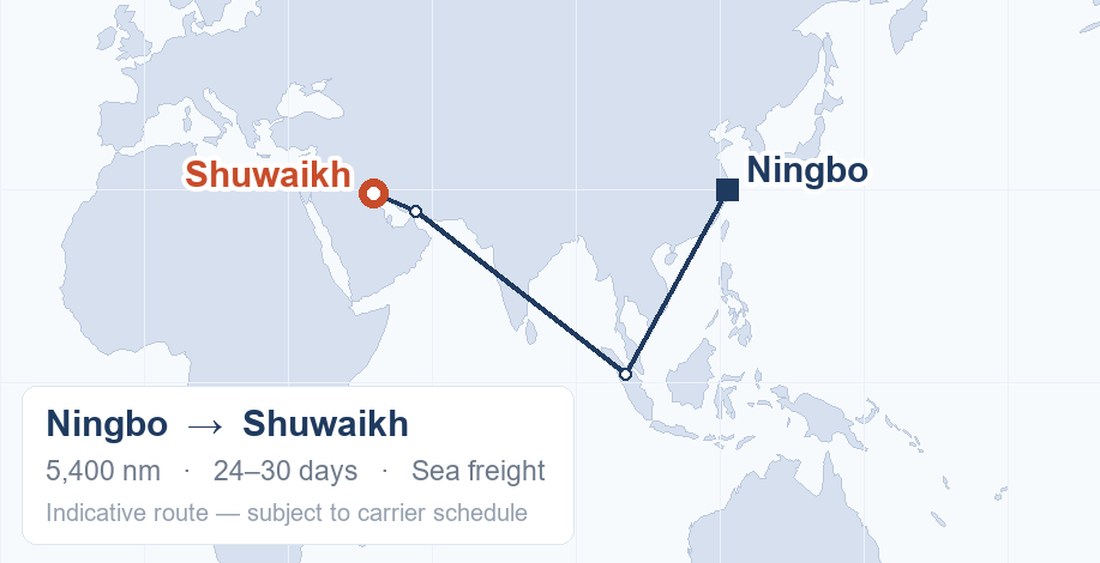 Shuwaikh
Ningbo
Ningbo → Shuwaikh
5,400 nm · 24–30 days · Sea freight
Indicative route — subject to carrier schedule